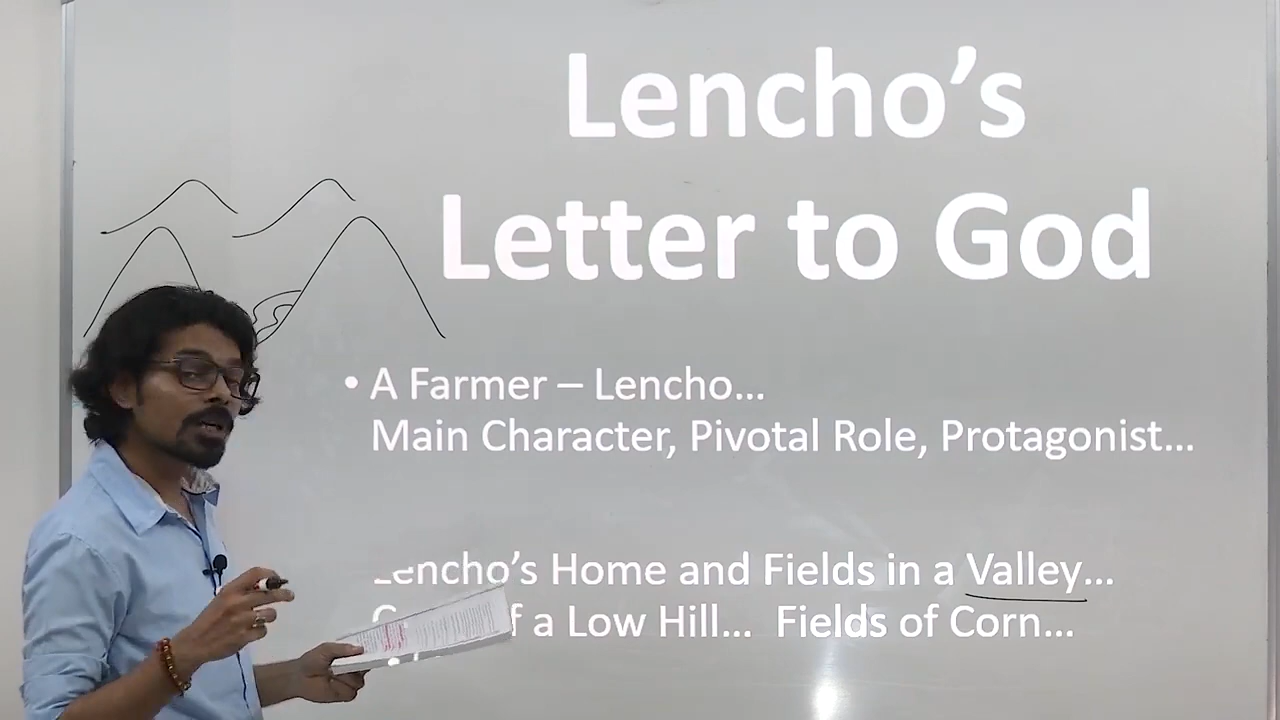 Lencho's
Letter to God
• A Farmer – Lencho...
Main Character, Pivotal Role, Protagonist...
Lencho's Home and Fields in a Valley...
of a Low Hill... Fields of Corn...